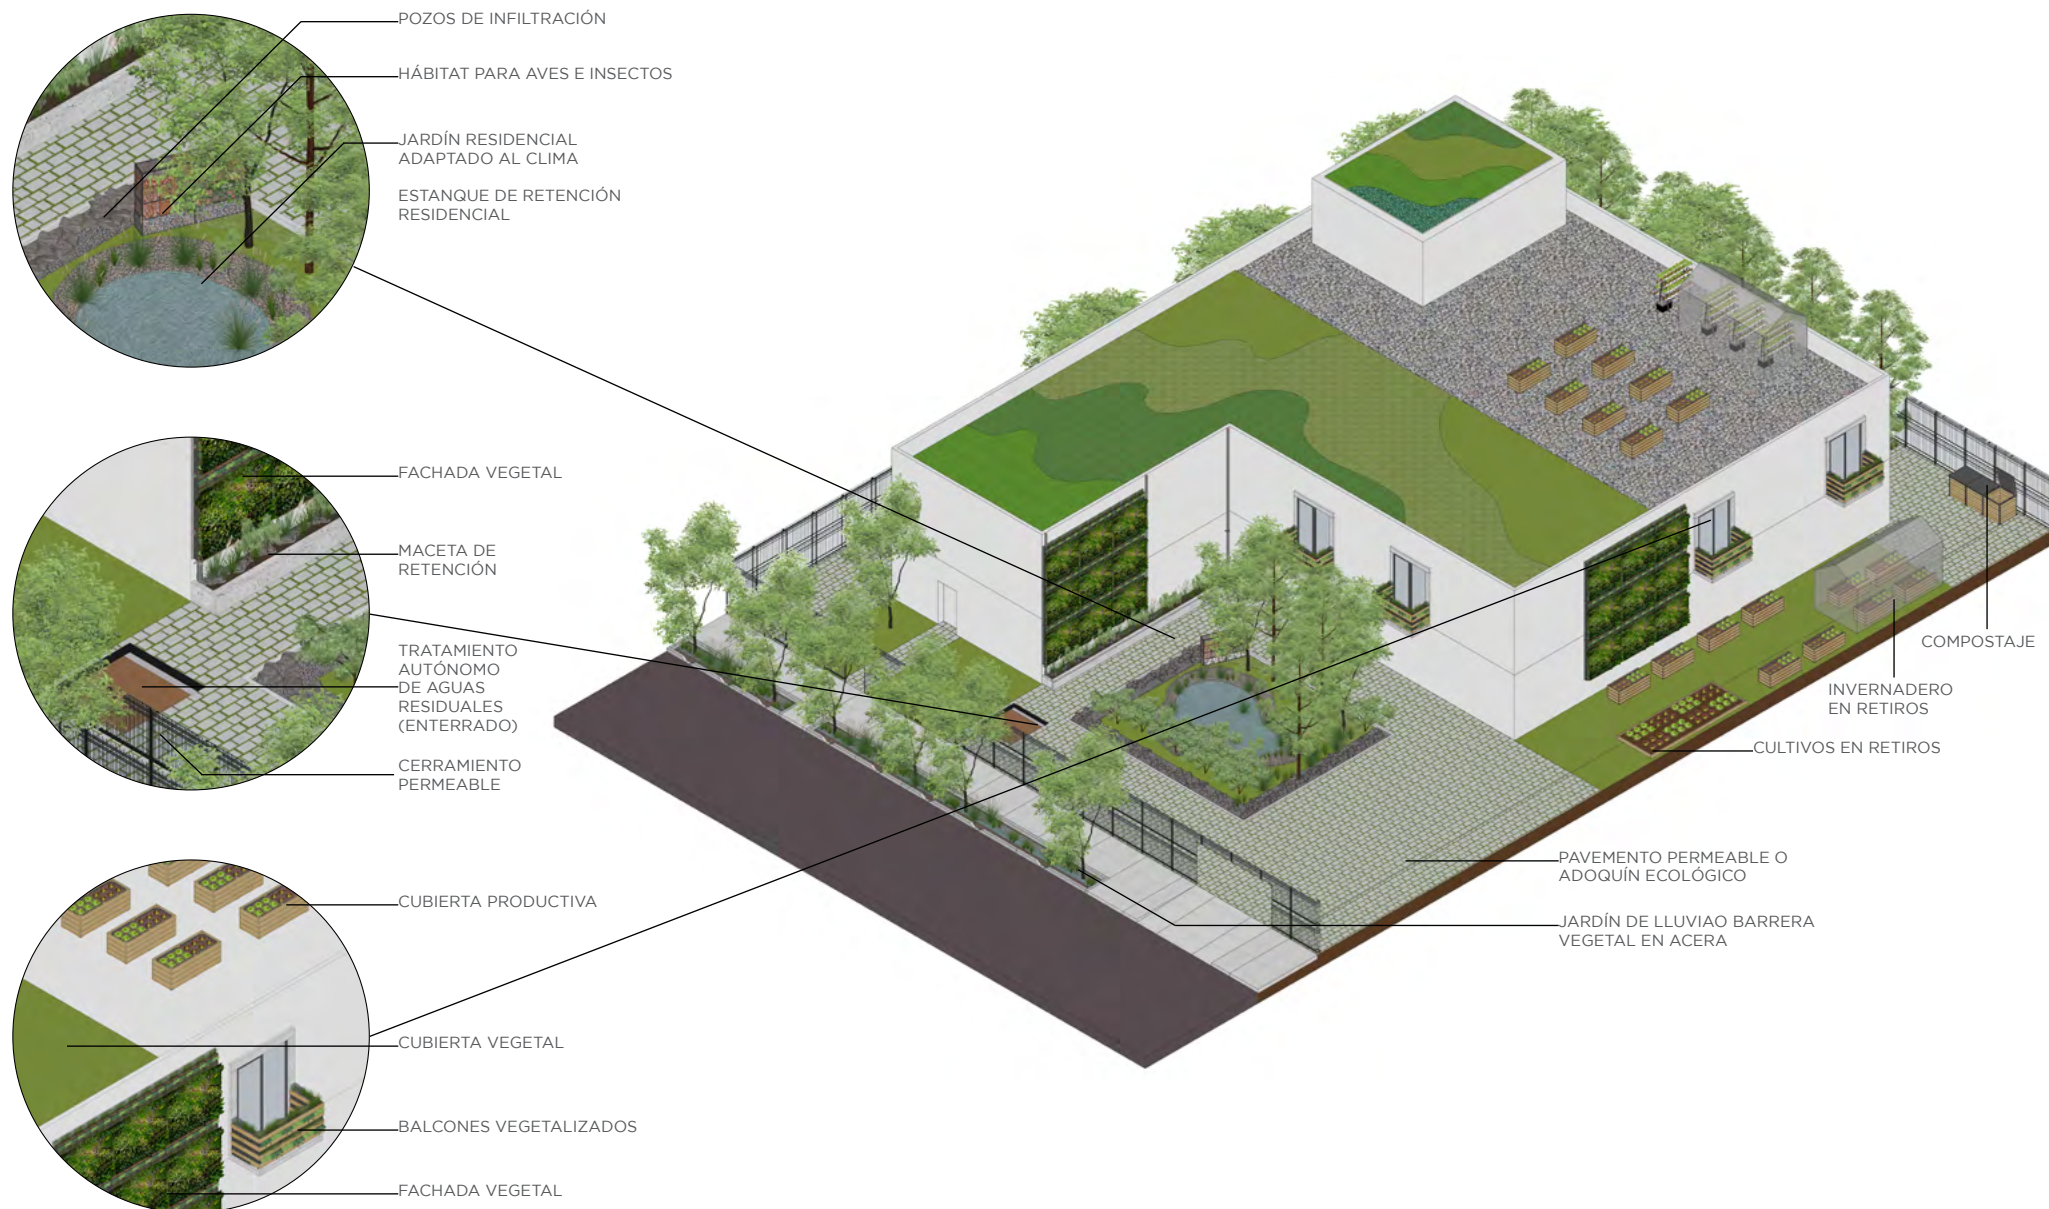 POZOS DE INFILTRACIÓN
HÁBITAT PARA AVES E INSECTOS
JARDÍN RESIDENCIAL
ADAPTADO AL CLIMA
ESTANQUE DE RETENCIÓN
RESIDENCIAL
FACHADA VEGETAL
MACETA DE
RETENCIÓN
TRATAMIENTO
AUTÓNOMO
DE AGUAS
RESIDUALES
(ENTERRADO)
CERRAMIENTO
PERMEABLE
CUBIERTA PRODUCTIVA
CUBIERTA VEGETAL
BALCONES VEGETALIZADOS
FACHADA VEGETAL
COMPOSTAJE
INVERNADERO
EN RETIROS
CULTIVOS EN RETIROS
PAVEMENTO PERMEABLE O
ADOQUÍN ECOLÓGICO
JARDÍN DE LLUVIAO BARRERA
VEGETAL EN ACERA